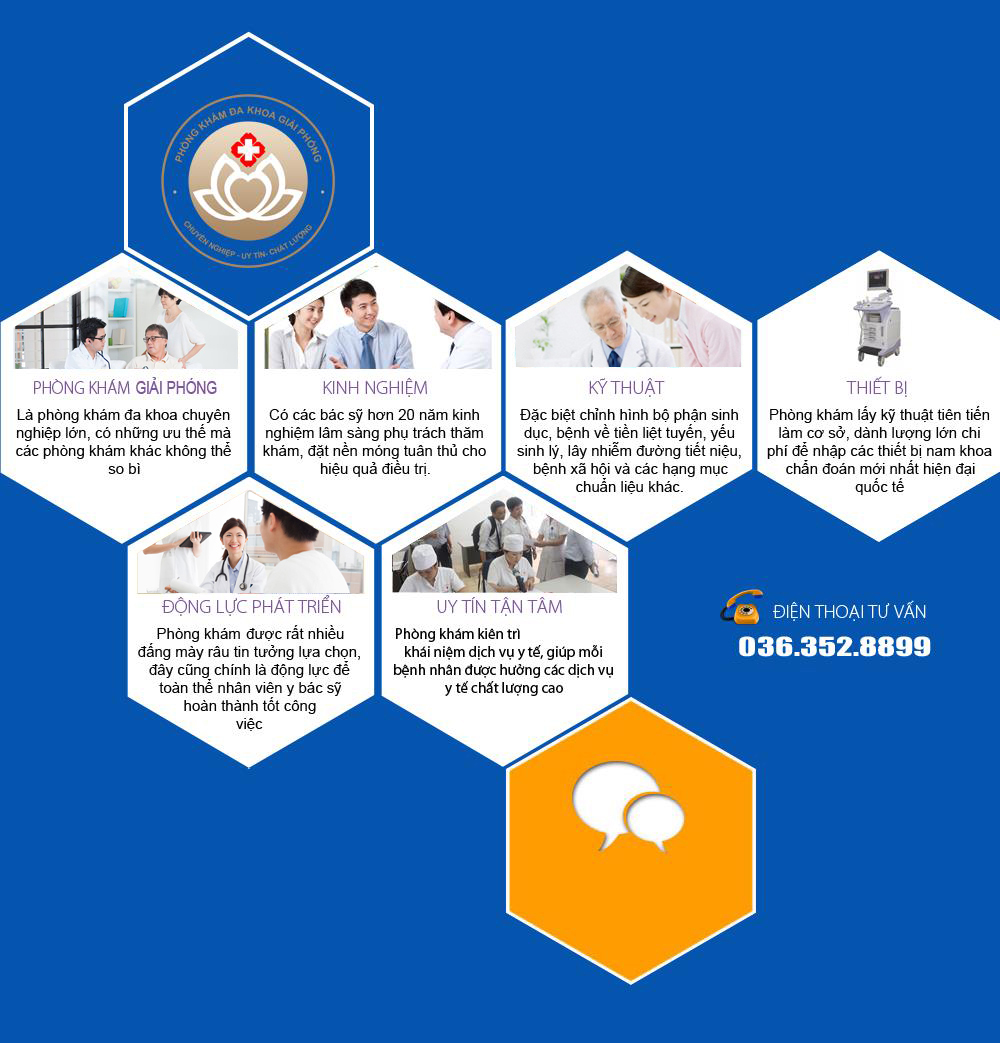 PHÒNG KHÁM ĐA KHOA GIẢI PHÓNG
CHUYÊN NGHIỆP - UY TÍN- CHẤT LƯỢNG
PHÒNG KHÁM GIẢI PHÓNG
Là phòng khám đa khoa chuyên
nghiệp lớn, có những ưu thế mà
các phòng khám khác không thể
so bì
KINH NGHIỆM
Có các bác sỹ hơn 20 năm kinh
nghiệm lâm sàng phụ trách thăm
khám, đặt nền móng tuân thủ cho
hiệu quả điều trị.
KỸ THUẬT
Đặc biệt chỉnh hình bộ phận sinh
dục, bệnh về tiền liệt tuyến, yếu
sinh lý, lây nhiễm đường tiết niệu,
bệnh xã hội và các hạng mục
chuẩn liệu khác.
THIẾT BỊ
Phòng khám lấy kỹ thuật tiên tiến
làm cơ sở, dành lượng lớn chi
phí để nhập các thiết bị nam khoa
chẩn đoán mới nhất hiện đại
quốc tế
ĐỘNG LỰC PHÁT TRIỂN
Phòng khám được rất nhiều
đấng mày râu tin tưởng lựa chọn,
đây cũng chính là động lực để
toàn thể nhân viên y bác sỹ
hoàn thành tốt công
việc
UY TÍN TẬN TÂM
Phòng khám kiên trì
khái niệm dịch vụ y tế, giúp mỗi
bệnh nhân được hưởng các dịch vụ
y tế chất lượng cao
ĐIỆN THOẠI TƯ VẤN
036.352.8899